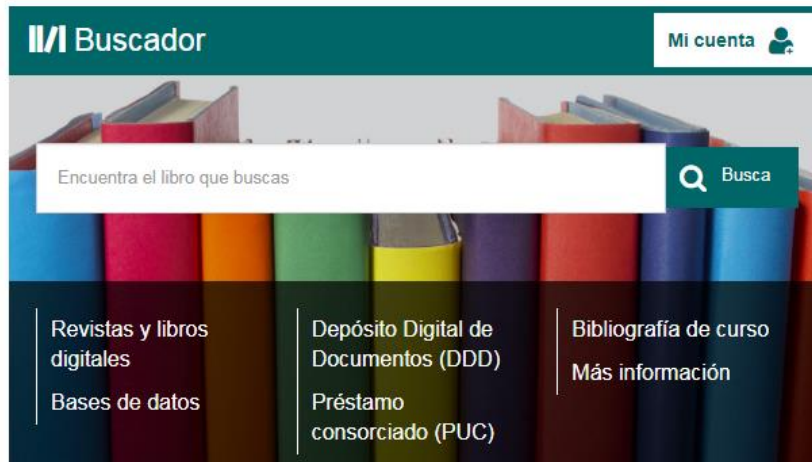 Buscador
Mi cuenta
Encuentra el libro que buscas
Busca
Revistas y libros
digitales
Bases de datos
Depósito Digital de
Documentos (DDD)
Préstamo
consorciado (PUC)
Bibliografía de curso
Más información